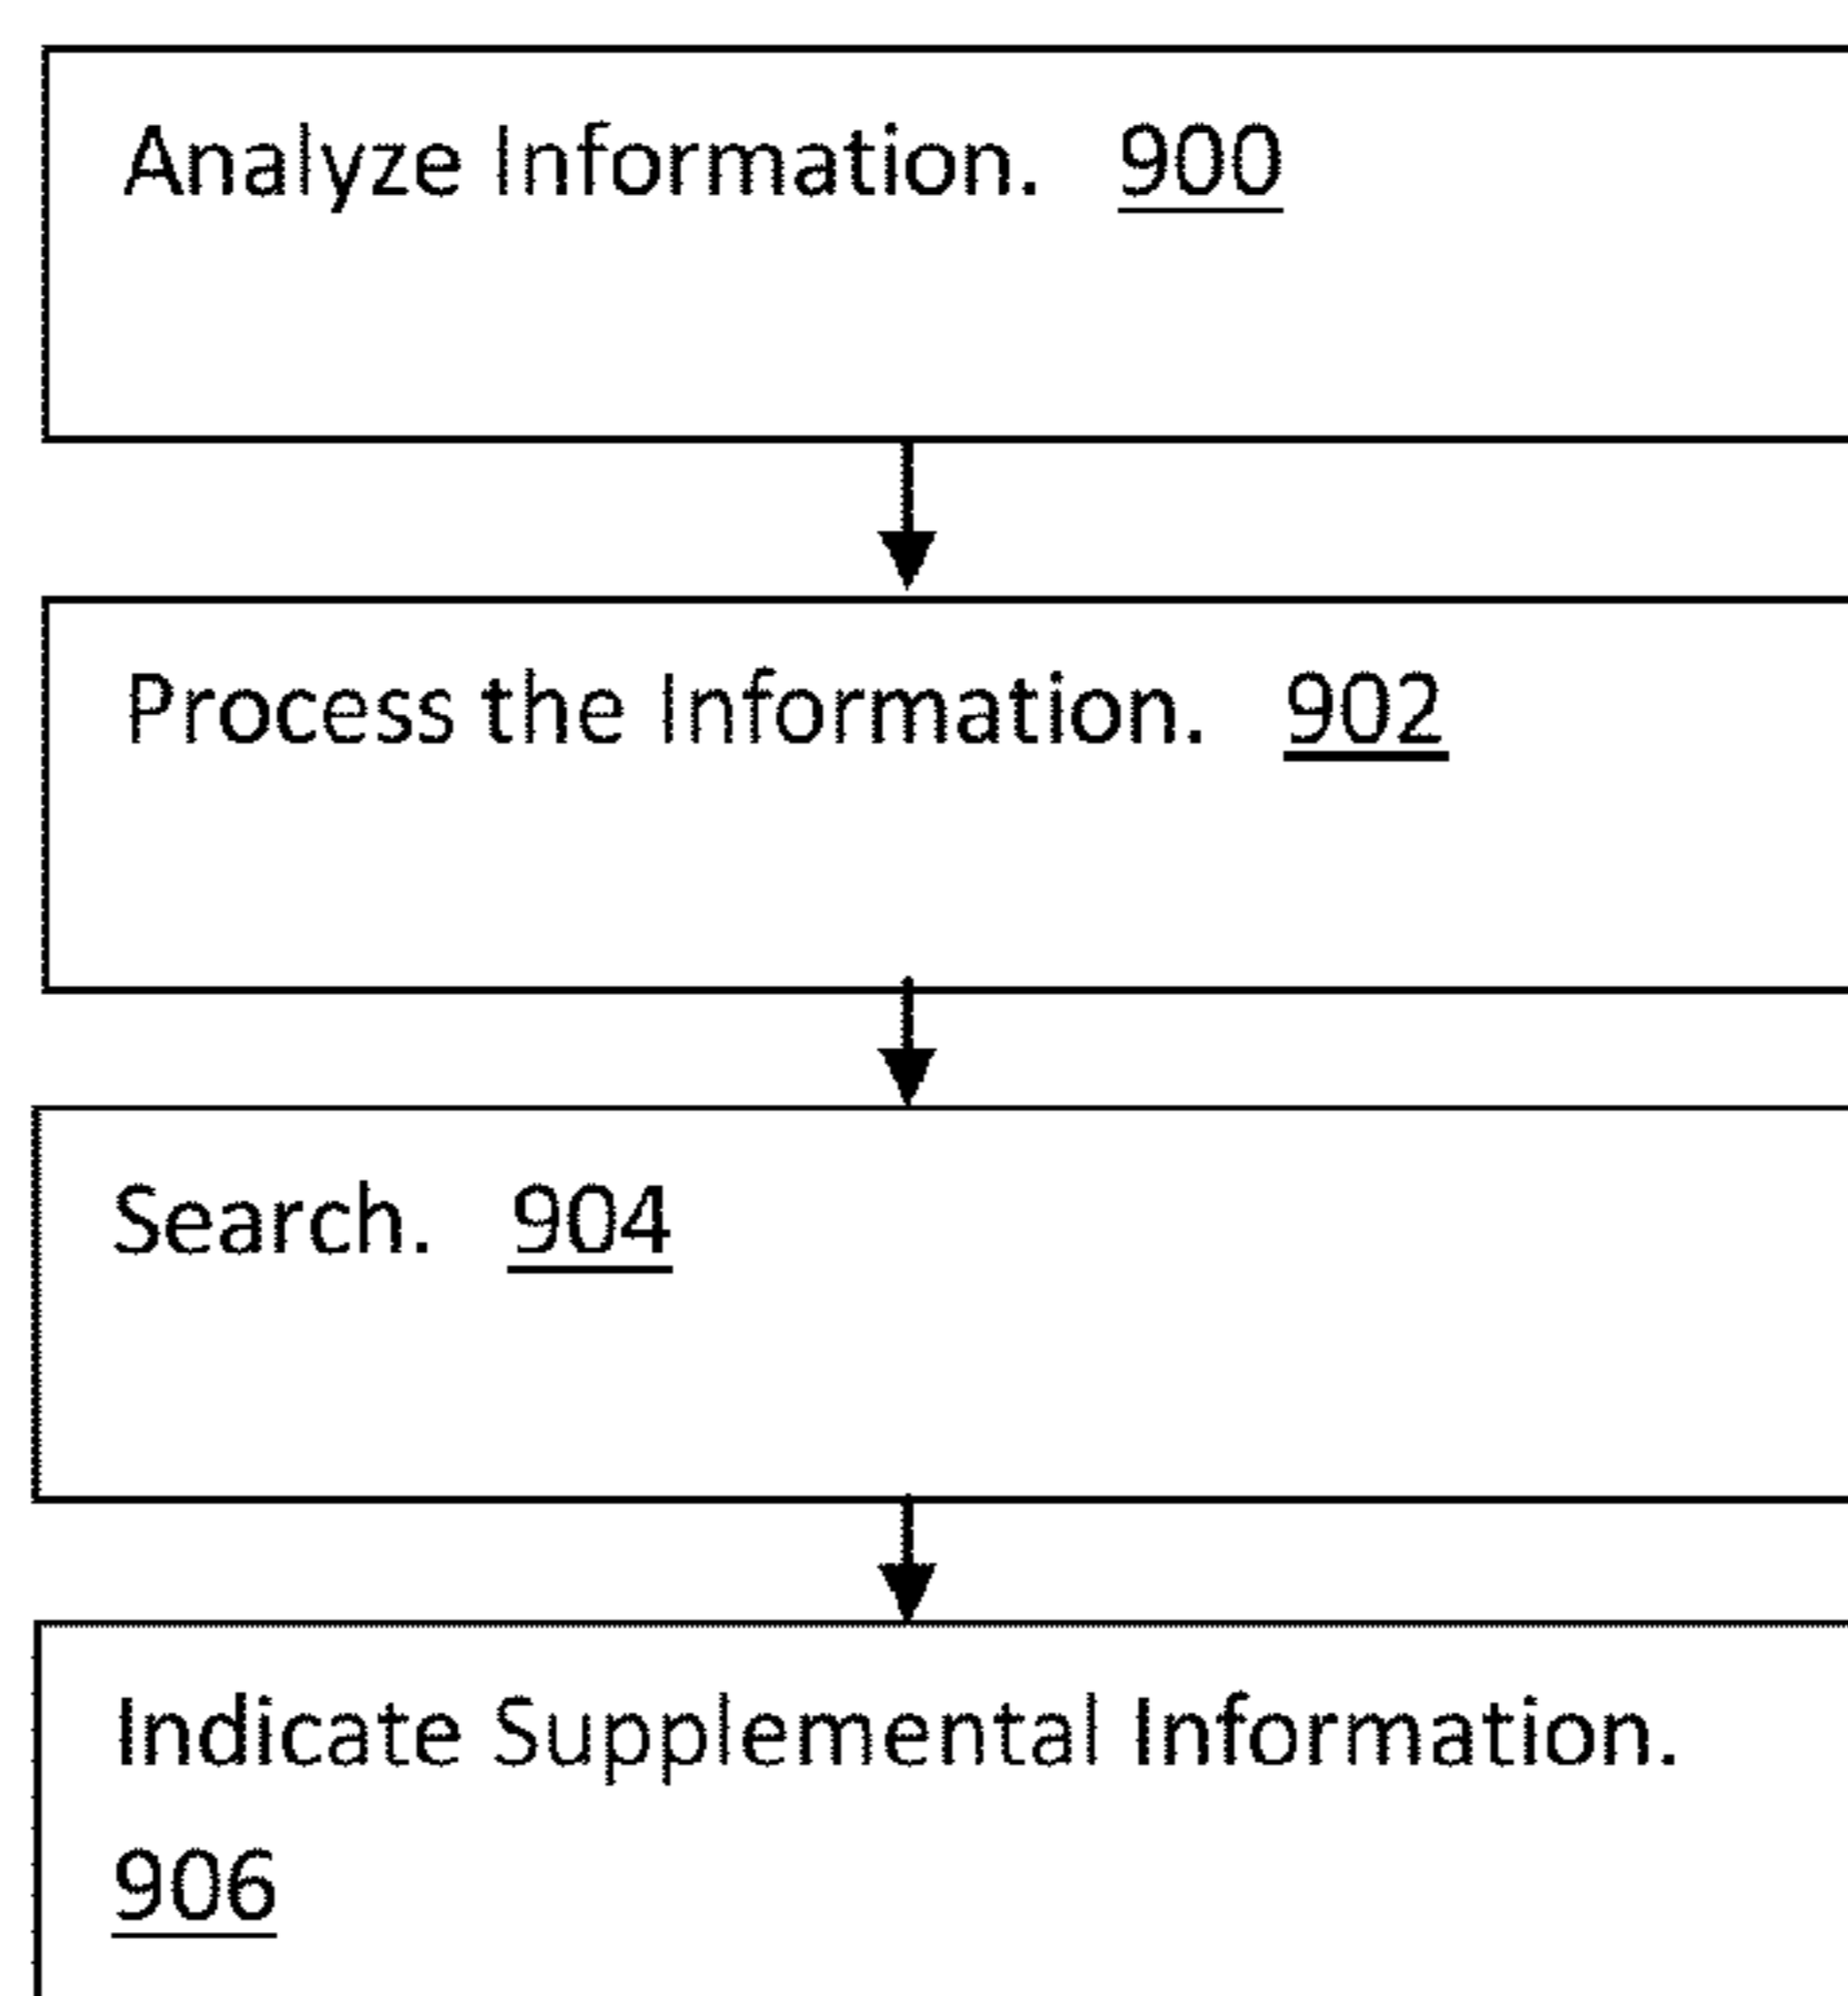 Analyze Information. 900
Process the Information. 902
Search. 904
Indicate Supplemental Information.
906